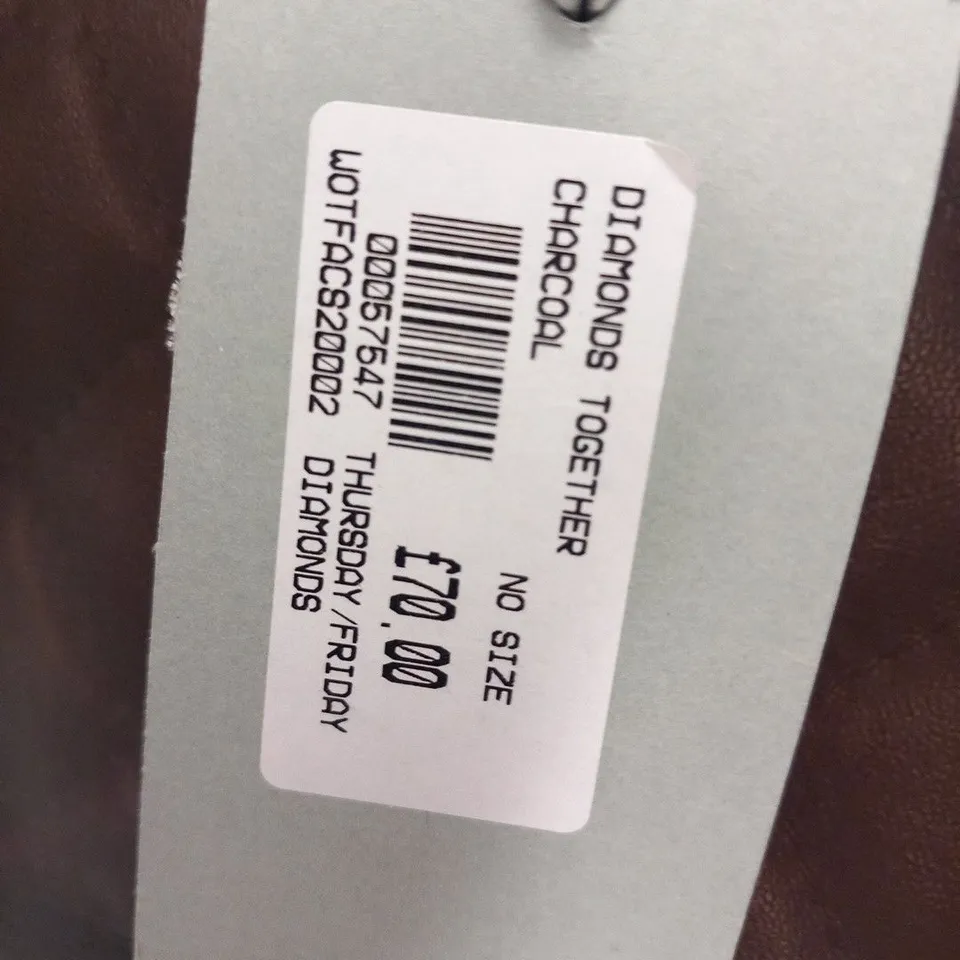 DIAMONDS TOGETHER
CHARCOAL
NO SIZE
£70.00
00057547
THURSDAY/FRIDAY
WOTFACS20002
DIAMONDS